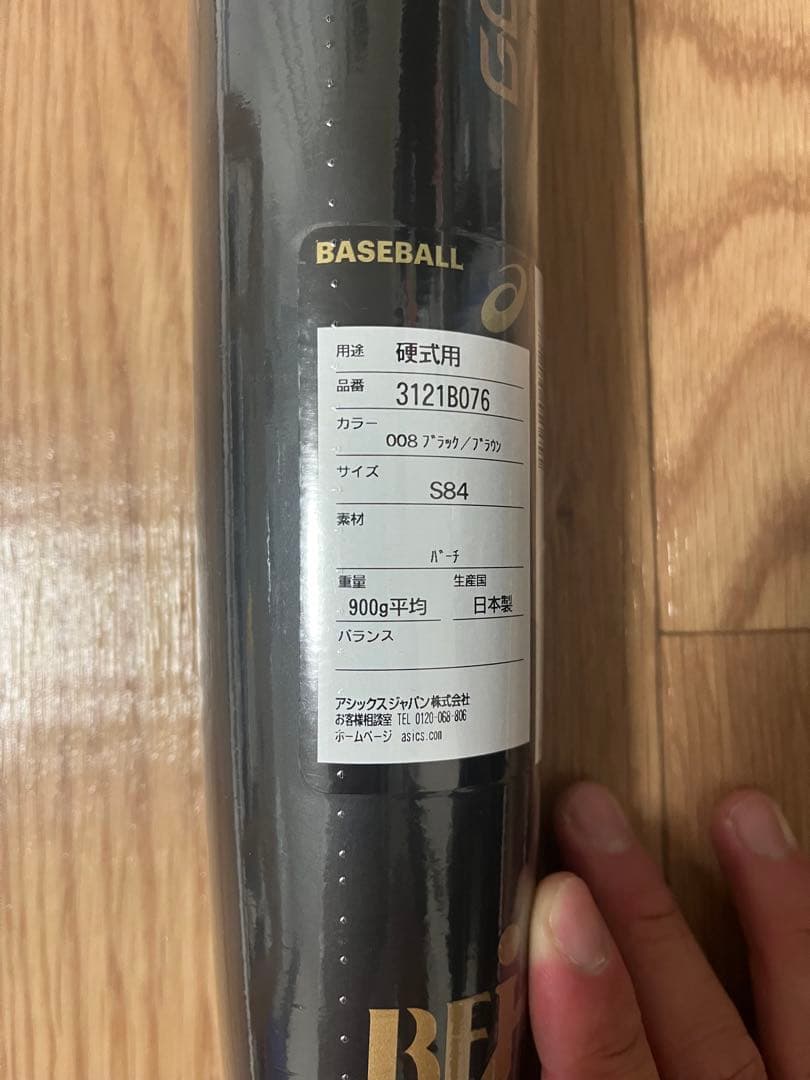 BASEBALL
用途 硬式用
品番 3121B076
カラー
008 ブラック/ブラウン
サイズ
S84
素材
バーチ
重量 生産国
900g平均 日本製
バランス
アシックスジャパン株式会社
お客様相談室 TEL 0120-068-806
ホームページ asics.com